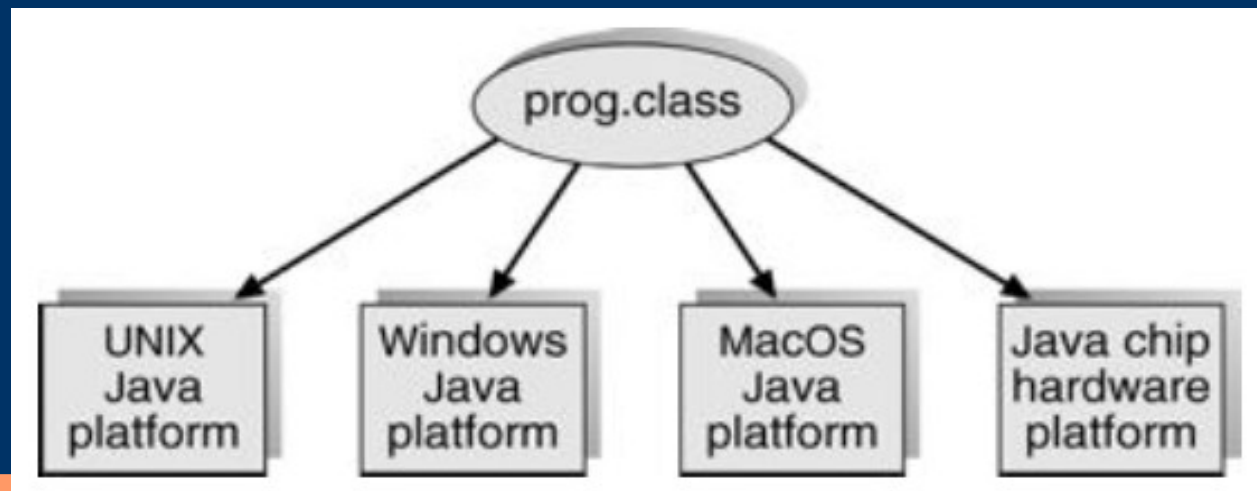 prog.class
UNIX
Java
platform
Windows
Java
platform
MacOS
Java
platform
Java chip
hardware
platform